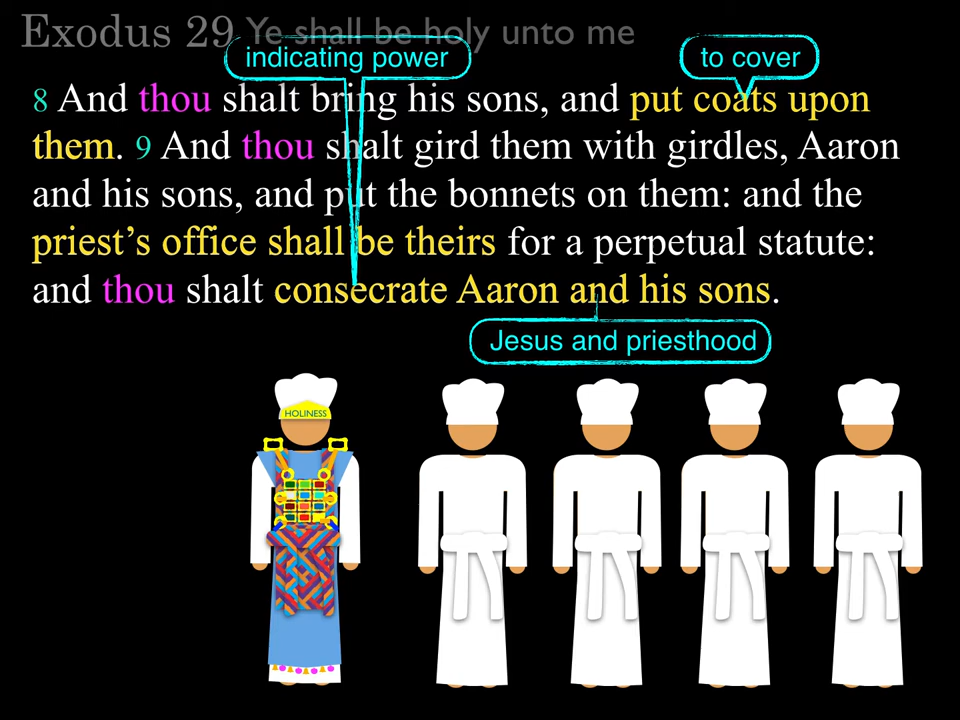 Exodus 29 Ye shall be holy unto me
indicating power
to cover
8 And thou shalt bring his sons, and put coats upon
them. 9 And thou shalt gird them with girdles, Aaron
and his sons, and put the bonnets on them: and the
priest’s office shall be theirs for a perpetual statute:
and thou shalt consecrate Aaron and his sons.
Jesus and priesthood
HOLINESS